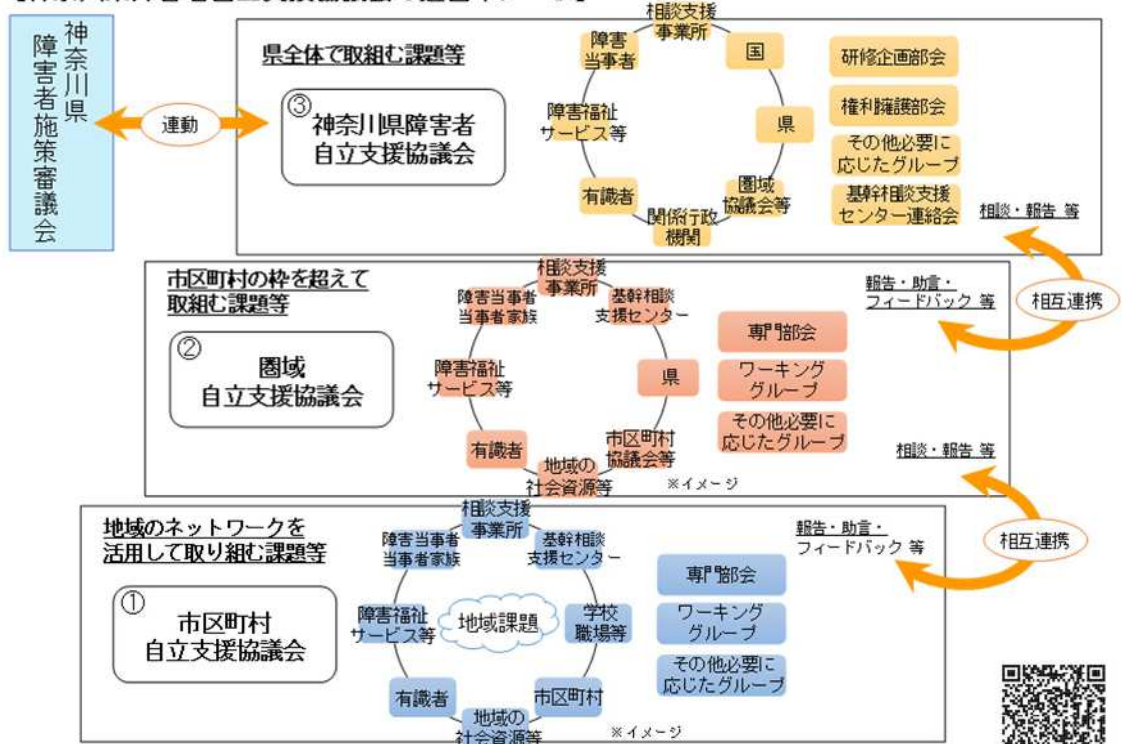 神奈川県
障害者施策審議会
連動
県全体で取組む課題等
③
神奈川県障害者
自立支援協議会
相談支援
事業所
国
県
圏域
協議会等
関係行政
機関
有識者
障害福祉
サービス等
障害
当事者
研修企画部会
権利擁護部会
その他必要に
応じたグループ
基幹相談支援
センター連絡会
相談・報告 等
相互連携
報告・助言・
フィードバック 等
市区町村の枠を超えて
取組む課題等
②
圏域
自立支援協議会
相談支援
事業所
基幹相談
支援センター
県
市区町村
協議会等
地域の
社会資源等
有識者
障害福祉
サービス等
障害当事者
当事者家族
専門部会
ワーキング
グループ
その他必要に
応じたグループ
※イメージ
相談・報告 等
相互連携
報告・助言・
フィードバック 等
地域のネットワークを
活用して取り組む課題等
①
市区町村
自立支援協議会
相談支援
事業所
基幹相談
支援センター
学校
職場等
市区町村
地域の
社会資源等
有識者
障害福祉
サービス等
障害当事者
当事者家族
地域課題
専門部会
ワーキング
グループ
その他必要に
応じたグループ
※イメージ